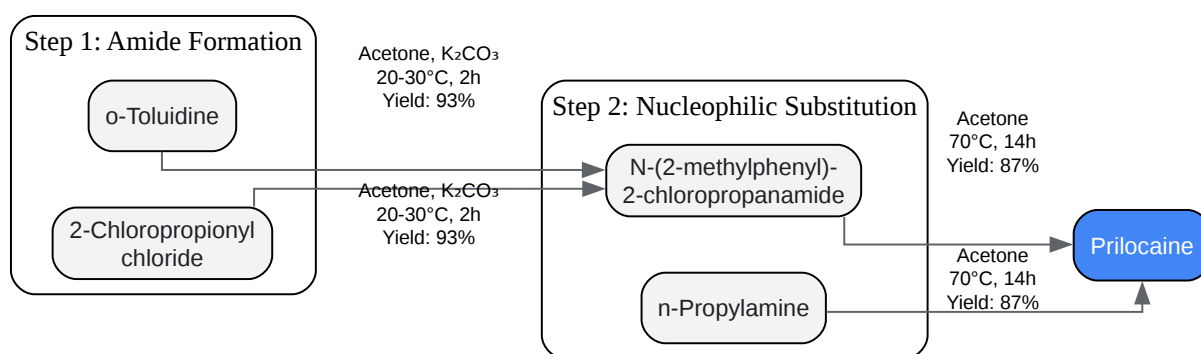 Step 1: Amide Formation
o-Toluidine
2-Chloropropionyl
chloride
Acetone, K₂CO₃
20-30°C, 2h
Yield: 93%
Acetone, K₂CO₃
20-30°C, 2h
Yield: 93%
Step 2: Nucleophilic Substitution
N-(2-methylphenyl)-
2-chloropropanamide
n-Propylamine
Acetone
70°C, 14h
Yield: 87%
Acetone
70°C, 14h
Yield: 87%
Prilocaine